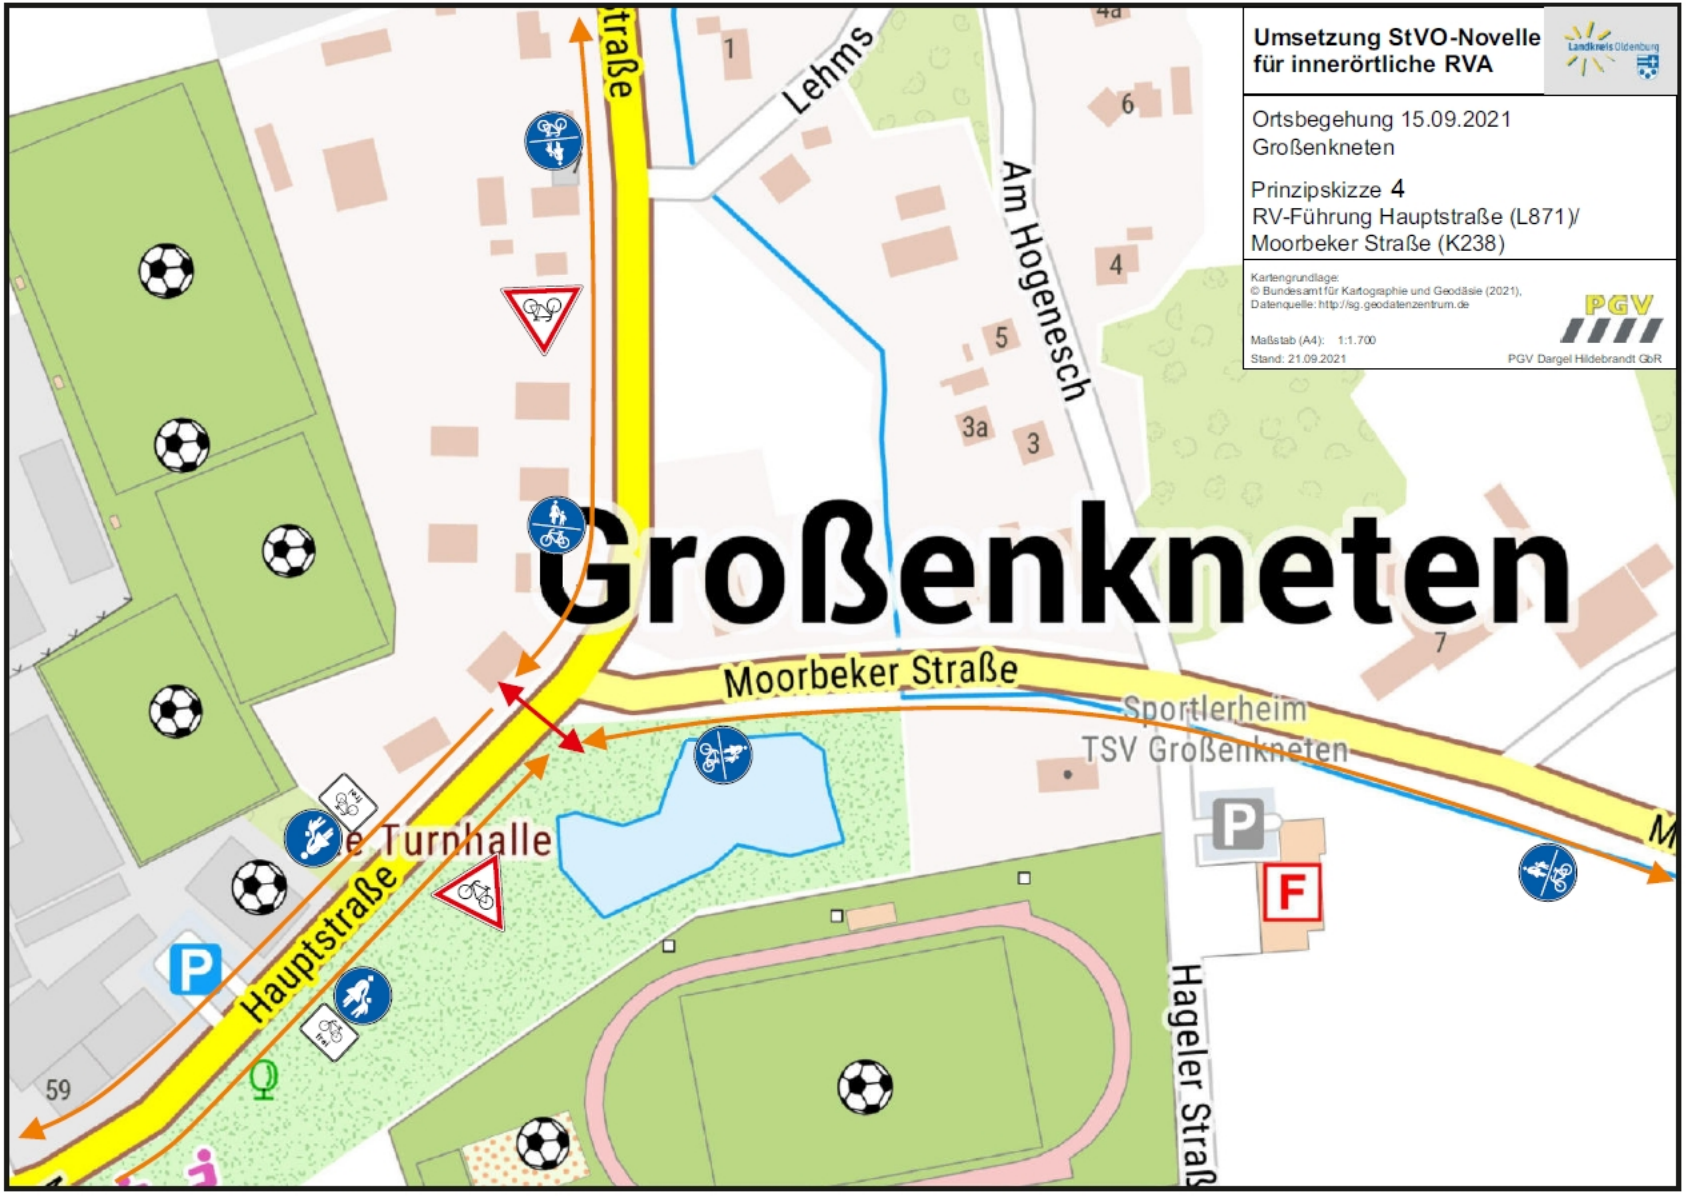 Umsetzung StVO-Novelle
für innerörtliche RVA
Landkreis Oldenburg
Ortsbegehung 15.09.2021
Großenkneten
Prinzipskizze 4
RV-Führung Hauptstraße (L871)/
Moorbeker Straße (K238)
Kartengrundlage:
© Bundesamt für Kartographie und Geodäsie (2021),
Datenquelle: http://sg.geodatenzentrum.de
PGV
Maßstab (A4): 1:1.700
Stand: 21.09.2021
PGV Dargel Hildebrandt GbR
traße
1
Lehms
4a
6
7
Am Hogenesch
4
5
3a
3
Großenkneten
7
Moorbeker Straße
Sportlerheim
TSV Großenkneten
M
frei
e Turnhalle
P
F
Hauptstraße
P
frei
59
Hageler Straß